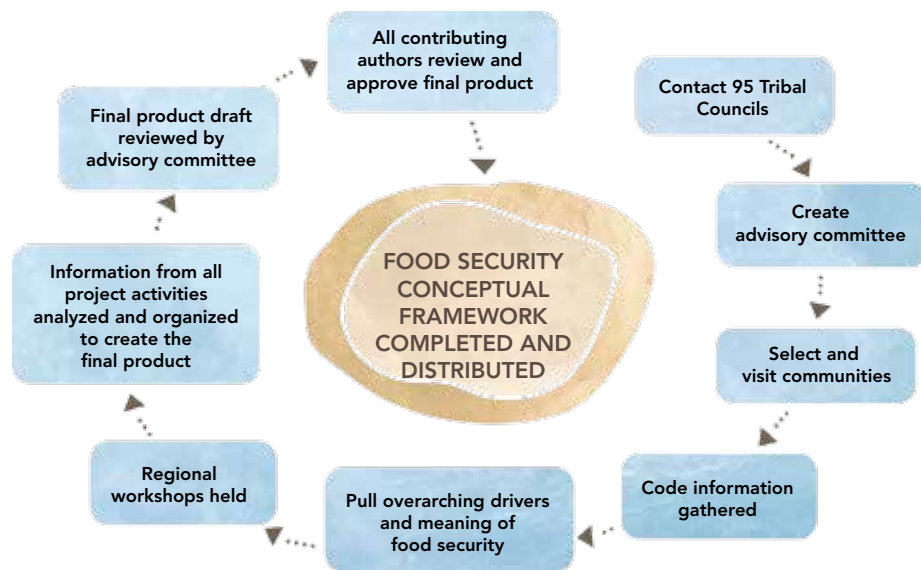 All contributing
authors review and
approve final product
Contact 95 Tribal
Councils
Final product draft
reviewed by
advisory committee
Create
advisory committee
FOOD SECURITY
CONCEPTUAL
FRAMEWORK
COMPLETED AND
DISTRIBUTED
Information from all
project activities
analyzed and organized
to create the
final product
Select and
visit communities
Regional
workshops held
Pull overarching drivers
and meaning of
food security
Code information
gathered